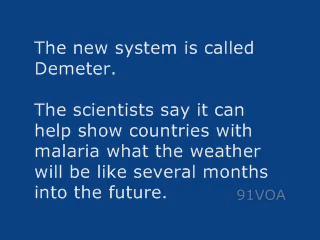 The new system is called
Demeter.
The scientists say it can
help show countries with
malaria what the weather
will be like several months
into the future.
91VOA